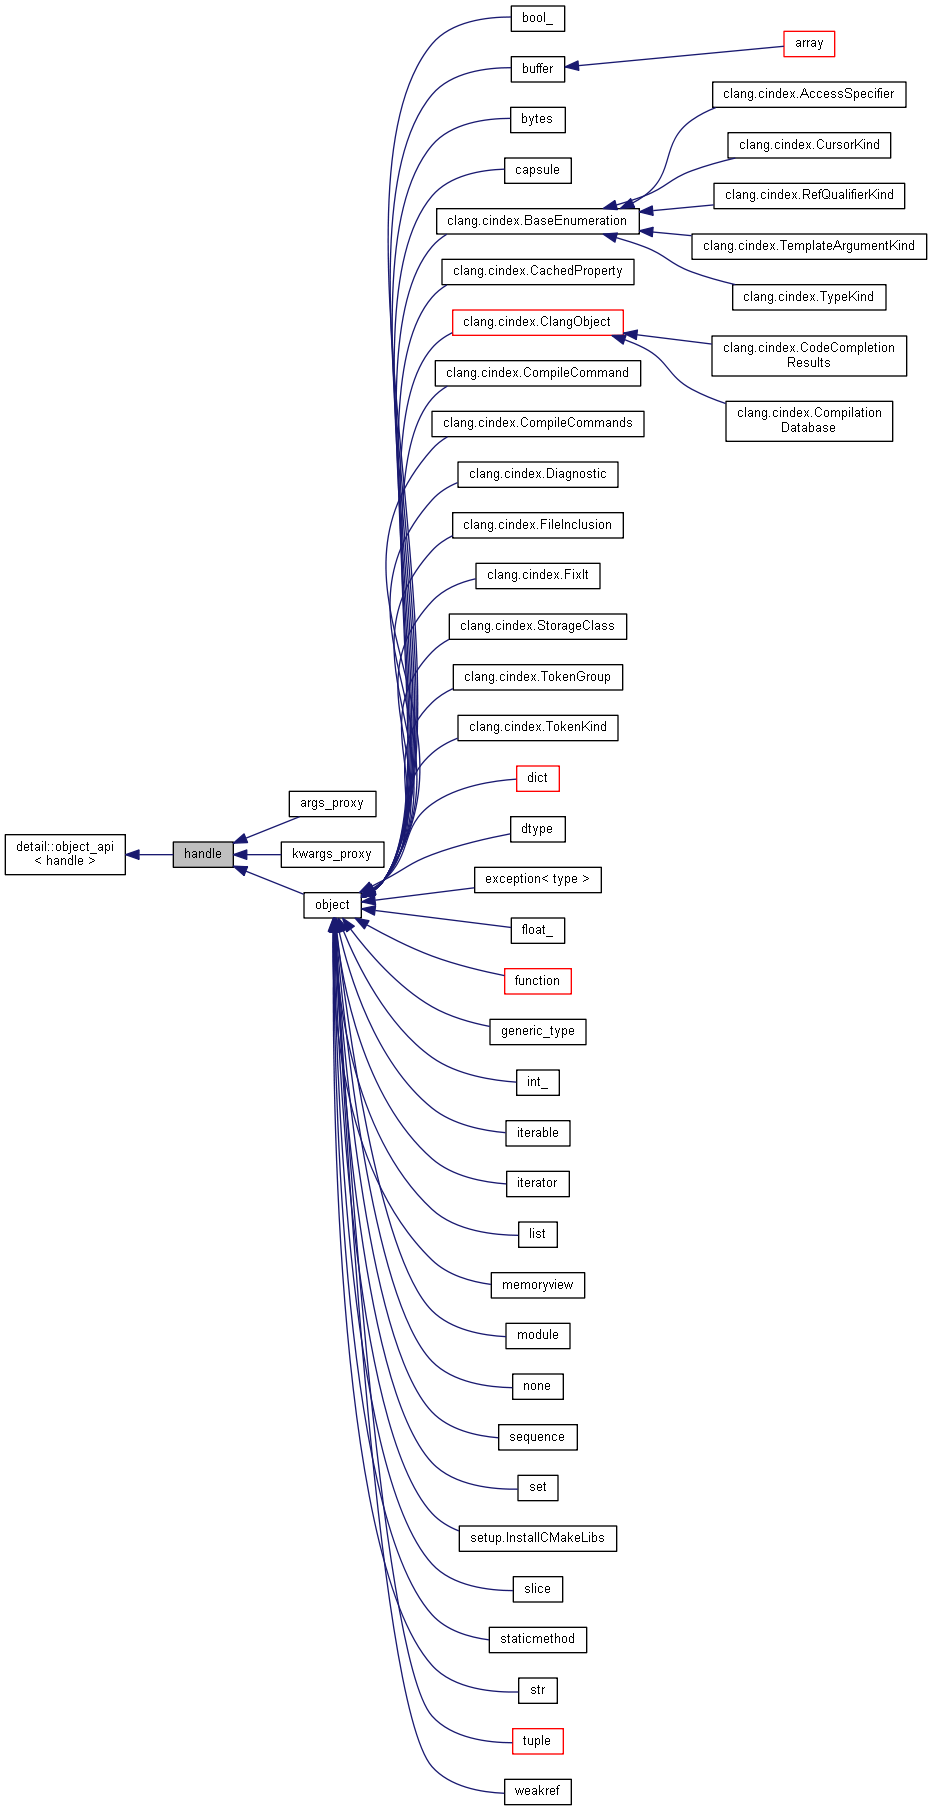 bool_
buffer
array
bytes
capsule
clang.cindex.BaseEnumeration
clang.cindex.AccessSpecifier
clang.cindex.CursorKind
clang.cindex.RefQualifierKind
clang.cindex.TemplateArgumentKind
clang.cindex.TypeKind
clang.cindex.CachedProperty
clang.cindex.ClangObject
clang.cindex.CodeCompletion
Results
clang.cindex.Compilation
Database
clang.cindex.CompileCommand
clang.cindex.CompileCommands
clang.cindex.Diagnostic
clang.cindex.FileInclusion
clang.cindex.FixIt
clang.cindex.StorageClass
clang.cindex.TokenGroup
clang.cindex.TokenKind
dict
args_proxy
detail::object_api
< handle >
handle
kwargs_proxy
object
dtype
exception< type >
float_
function
generic_type
int_
iterable
iterator
list
memoryview
module
none
sequence
set
setup.InstallCMakeLibs
slice
staticmethod
str
tuple
weakref